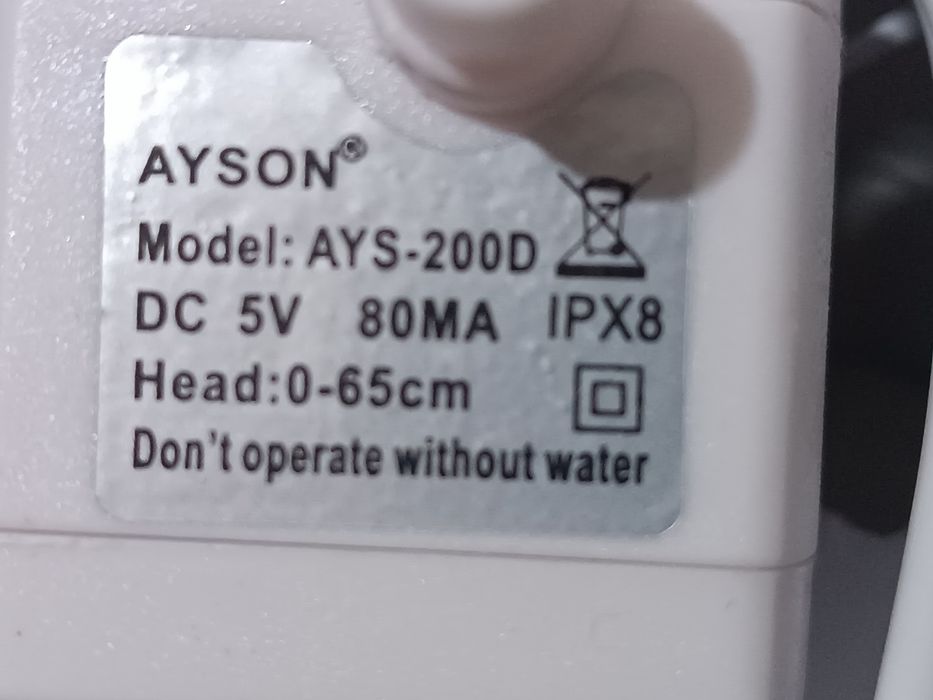 AYSON®
Model: AYS-200D
DC 5V 80MA IPX8
Head:0-65cm
Don't operate without water